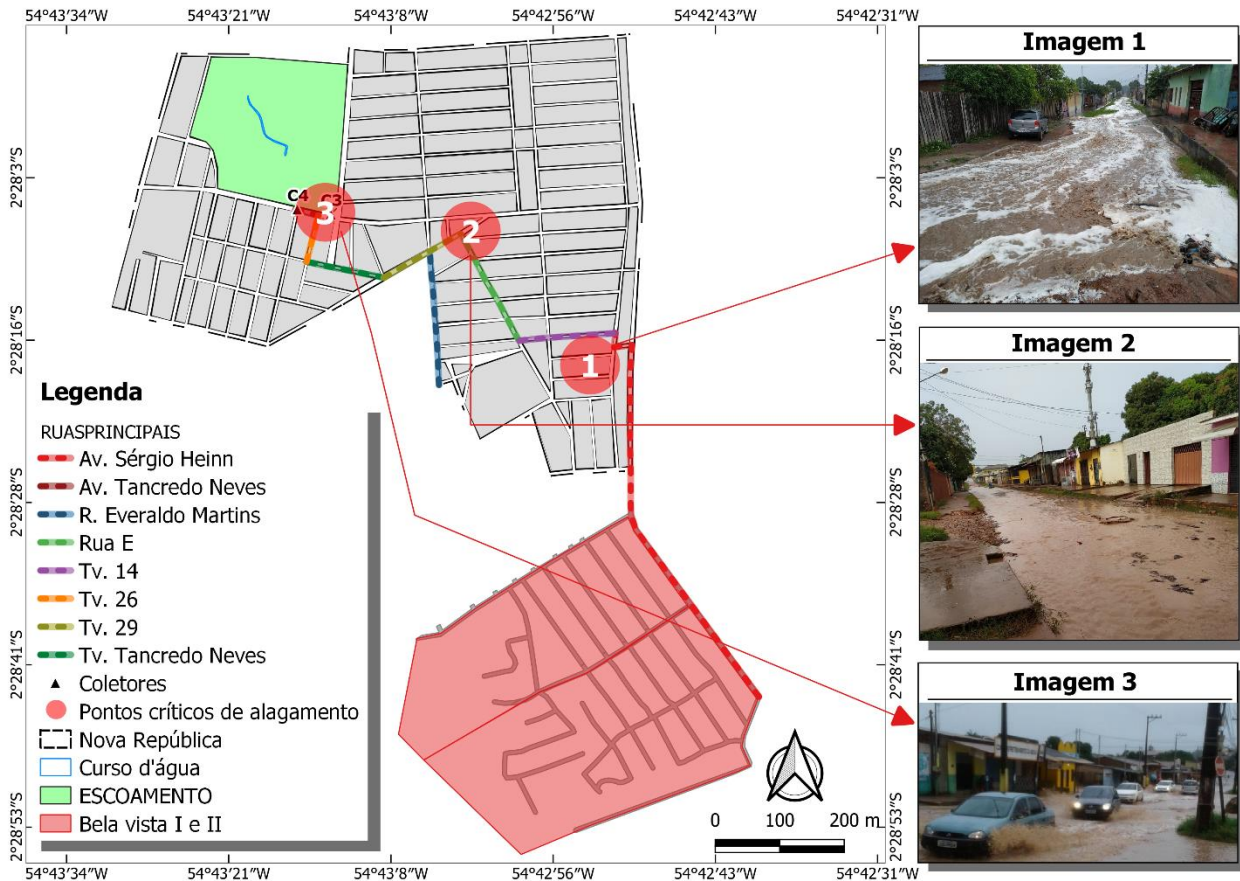 54°43'34"W 54°43'21"W 54°43'8"W 54°42'56"W 54°42'43"W 54°42'31"W
2°28'3"S
2°28'16"S
2°28'28"S
2°28'41"S
2°28'53"S
C4 C3
3
2
1
Legenda
RUASPRINCIPAIS
Av. Sérgio Heinn
Av. Tancredo Neves
R. Everaldo Martins
Rua E
Tv. 14
Tv. 26
Tv. 29
Tv. Tancredo Neves
Coletores
Pontos críticos de alagamento
Nova República
Curso d'água
ESCOAMENTO
Bela vista I e II
0 100 200 m
2°28'3"S
2°28'16"S
2°28'28"S
2°28'41"S
2°28'53"S
54°43'34"W 54°43'21"W 54°43'8"W 54°42'56"W 54°42'43"W 54°42'31"W
Imagem 1
Imagem 2
Imagem 3